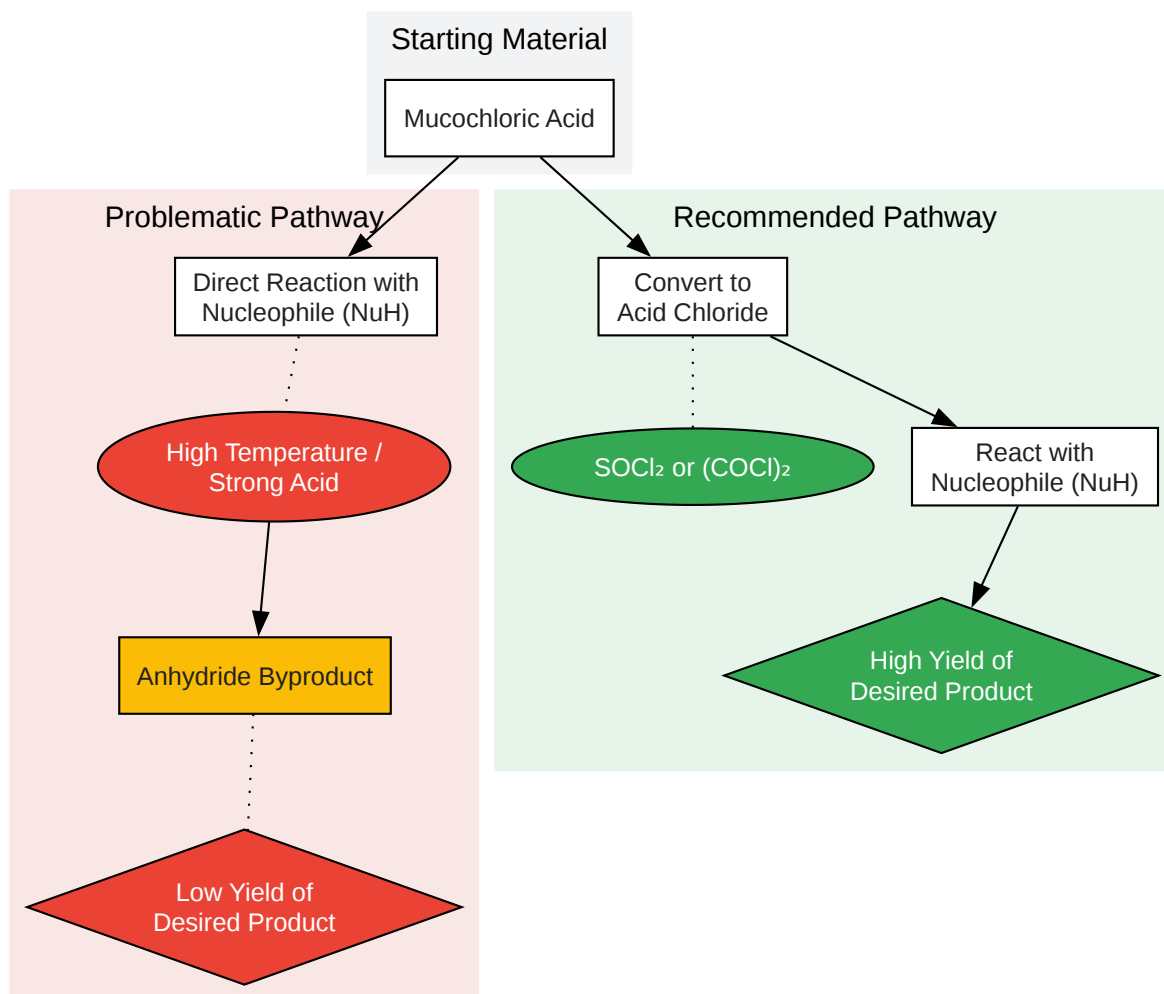 Starting Material
Mucochloric Acid
Problematic Pathway
Direct Reaction with
Nucleophile (NuH)
High Temperature /
Strong Acid
Anhydride Byproduct
Low Yield of
Desired Product
Recommended Pathway
Convert to
Acid Chloride
SOCl₂ or (COCl)₂
React with
Nucleophile (NuH)
High Yield of
Desired Product